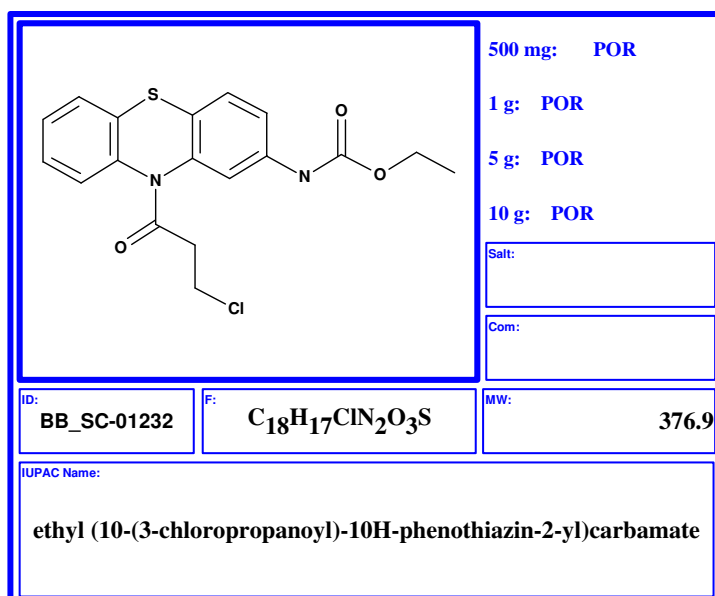 500 mg: POR
1 g: POR
5 g: POR
10 g: POR
S
O
N
N
O
O
Cl
Salt:
Com:
ID:
BB_SC-01232
F:
C18H17ClN2O3S
MW:
376.9
IUPAC Name:
ethyl (10-(3-chloropropanoyl)-10H-phenothiazin-2-yl)carbamate